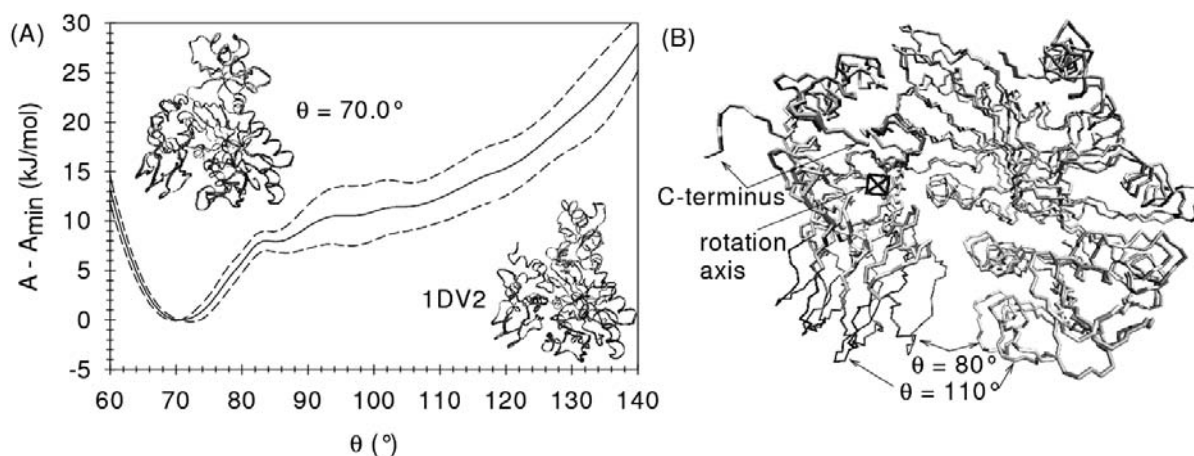 (A)
30
25
20
15
10
5
0
-5
A - Amin (kJ/mol)
θ = 70.0°
1DV2
60 70 80 90 100 110 120 130 140
θ (°)
(B)
C-terminus
rotation
axis
θ = 80°
θ = 110°